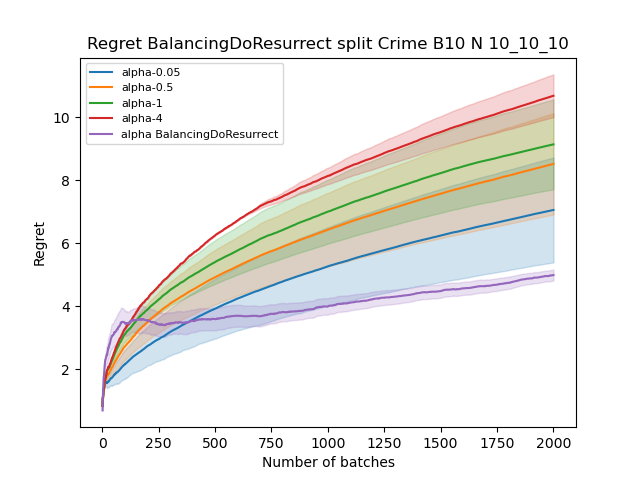 Regret BalancingDoResurrect split Crime B10 N 10_10_10
alpha-0.05
alpha-0.5
alpha-1
alpha-4
alpha BalancingDoResurrect
10
8
6
4
2
Regret
0 250 500 750 1000 1250 1500 1750 2000
Number of batches